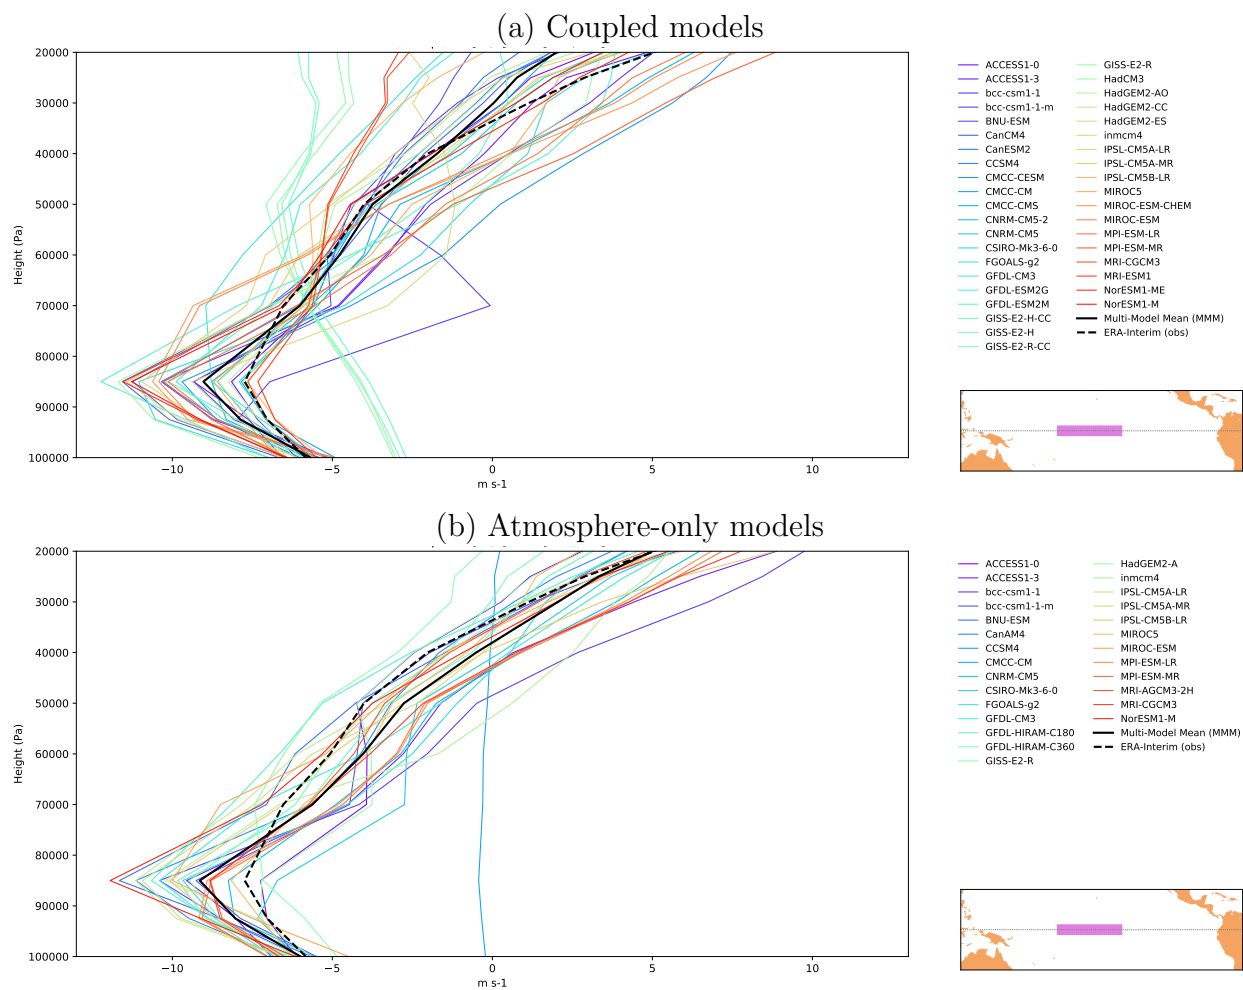 (a) Coupled models
20000
30000
40000
50000
60000
70000
80000
90000
100000
Height (Pa)
−10
−5
0
5
10
m s-1
ACCESS1-0
ACCESS1-3
bcc-csm1-1
bcc-csm1-1-m
BNU-ESM
CanCM4
CanESM2
CCSM4
CMCC-CESM
CMCC-CM
CMCC-CMS
CNRM-CM5-2
CNRM-CM5
CSIRO-Mk3-6-0
FGOALS-g2
GFDL-CM3
GFDL-ESM2G
GFDL-ESM2M
GISS-E2-H-CC
GISS-E2-H
GISS-E2-R-CC
GISS-E2-R
HadCM3
HadGEM2-AO
HadGEM2-CC
HadGEM2-ES
inmcm4
IPSL-CM5A-LR
IPSL-CM5A-MR
IPSL-CM5B-LR
MIROC5
MIROC-ESM-CHEM
MIROC-ESM
MPI-ESM-LR
MPI-ESM-MR
MRI-CGCM3
MRI-ESM1
NorESM1-ME
NorESM1-M
Multi-Model Mean (MMM)
ERA-Interim (obs)
(b) Atmosphere-only models
20000
30000
40000
50000
60000
70000
80000
90000
100000
Height (Pa)
−10
−5
0
5
10
m s-1
ACCESS1-0
ACCESS1-3
bcc-csm1-1
bcc-csm1-1-m
BNU-ESM
CanAM4
CCSM4
CMCC-CM
CNRM-CM5
CSIRO-Mk3-6-0
FGOALS-g2
GFDL-CM3
GFDL-HIRAM-C180
GFDL-HIRAM-C360
GISS-E2-R
HadGEM2-A
inmcm4
IPSL-CM5A-LR
IPSL-CM5A-MR
IPSL-CM5B-LR
MIROC5
MIROC-ESM
MPI-ESM-LR
MPI-ESM-MR
MRI-AGCM3-2H
MRI-CGCM3
NorESM1-M
Multi-Model Mean (MMM)
ERA-Interim (obs)